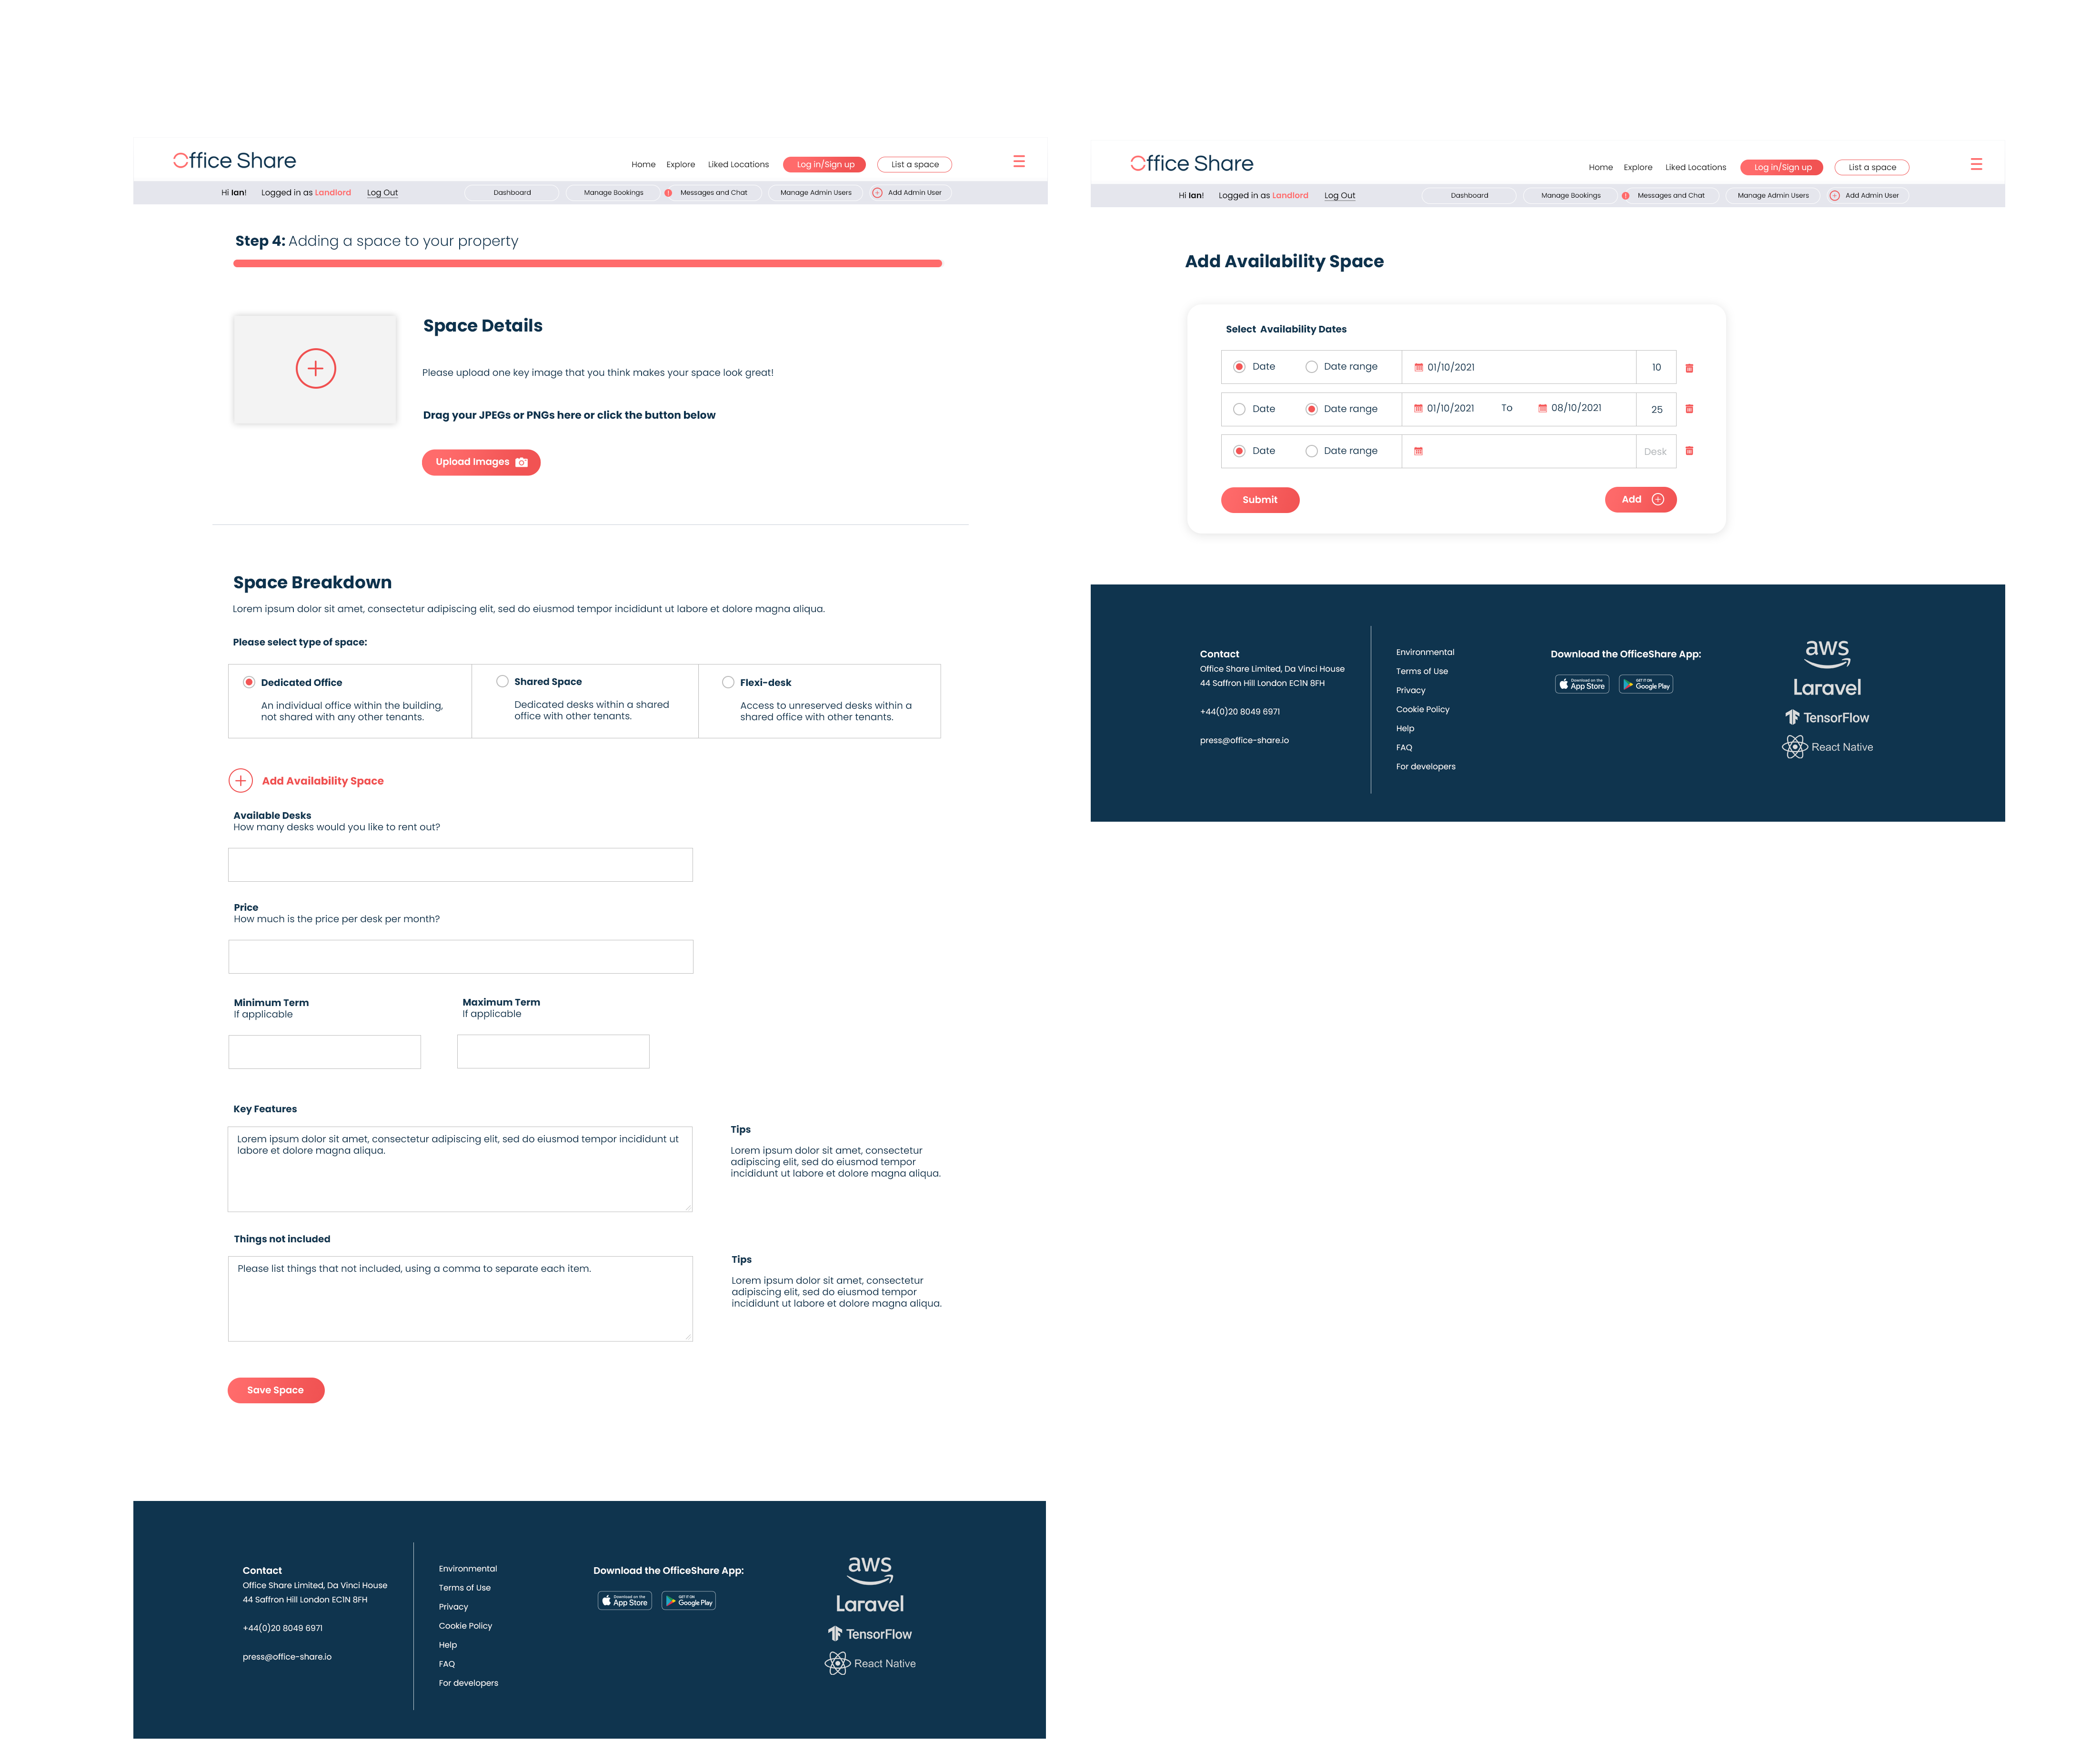 Office Share
Home Explore Liked Locations Log in/Sign up List a space
Hi Ian! Logged in as Landlord Log Out Dashboard Manage Bookings Messages and Chat Manage Admin Users Add Admin User
Step 4: Adding a space to your property
Space Details
Please upload one key image that you think makes your space look great!
Drag your JPEGs or PNGs here or click the button below
Upload Images
Space Breakdown
Lorem ipsum dolor sit amet, consectetur adipiscing elit, sed do eiusmod tempor incididunt ut labore et dolore magna aliqua.
Please select type of space:
Dedicated Office
An individual office within the building,
not shared with any other tenants.
Shared Space
Dedicated desks within a shared
office with other tenants.
Flexi-desk
Access to unreserved desks within a
shared office with other tenants.
Add Availability Space
Available Desks
How many desks would you like to rent out?
Price
How much is the price per desk per month?
Minimum Term
If applicable
Maximum Term
If applicable
Key Features
Lorem ipsum dolor sit amet, consectetur adipiscing elit, sed do eiusmod tempor incididunt ut
labore et dolore magna aliqua.
Tips
Lorem ipsum dolor sit amet, consectetur
adipiscing elit, sed do eiusmod tempor
incididunt ut labore et dolore magna aliqua.
Things not included
Please list things that not included, using a comma to separate each item.
Tips
Lorem ipsum dolor sit amet, consectetur
adipiscing elit, sed do eiusmod tempor
incididunt ut labore et dolore magna aliqua.
Save Space
Contact
Office Share Limited, Da Vinci House
44 Saffron Hill London EC1N 8FH
+44(0)20 8049 6971
press@office-share.io
Environmental
Terms of Use
Privacy
Cookie Policy
Help
FAQ
For developers
Download the OfficeShare App:
Download on the
App Store
GET IT ON
Google Play
aws
Laravel
TensorFlow
React Native
Office Share
Home Explore Liked Locations Log in/Sign up List a space
Hi Ian! Logged in as Landlord Log Out Dashboard Manage Bookings Messages and Chat Manage Admin Users Add Admin User
Add Availability Space
Select Availability Dates
Date Date range 01/10/2021 10
Date Date range 01/10/2021 To 08/10/2021 25
Date Date range Desk
Submit Add
Contact
Office Share Limited, Da Vinci House
44 Saffron Hill London EC1N 8FH
+44(0)20 8049 6971
press@office-share.io
Environmental
Terms of Use
Privacy
Cookie Policy
Help
FAQ
For developers
Download the OfficeShare App:
Download on the
App Store
GET IT ON
Google Play
aws
Laravel
TensorFlow
React Native